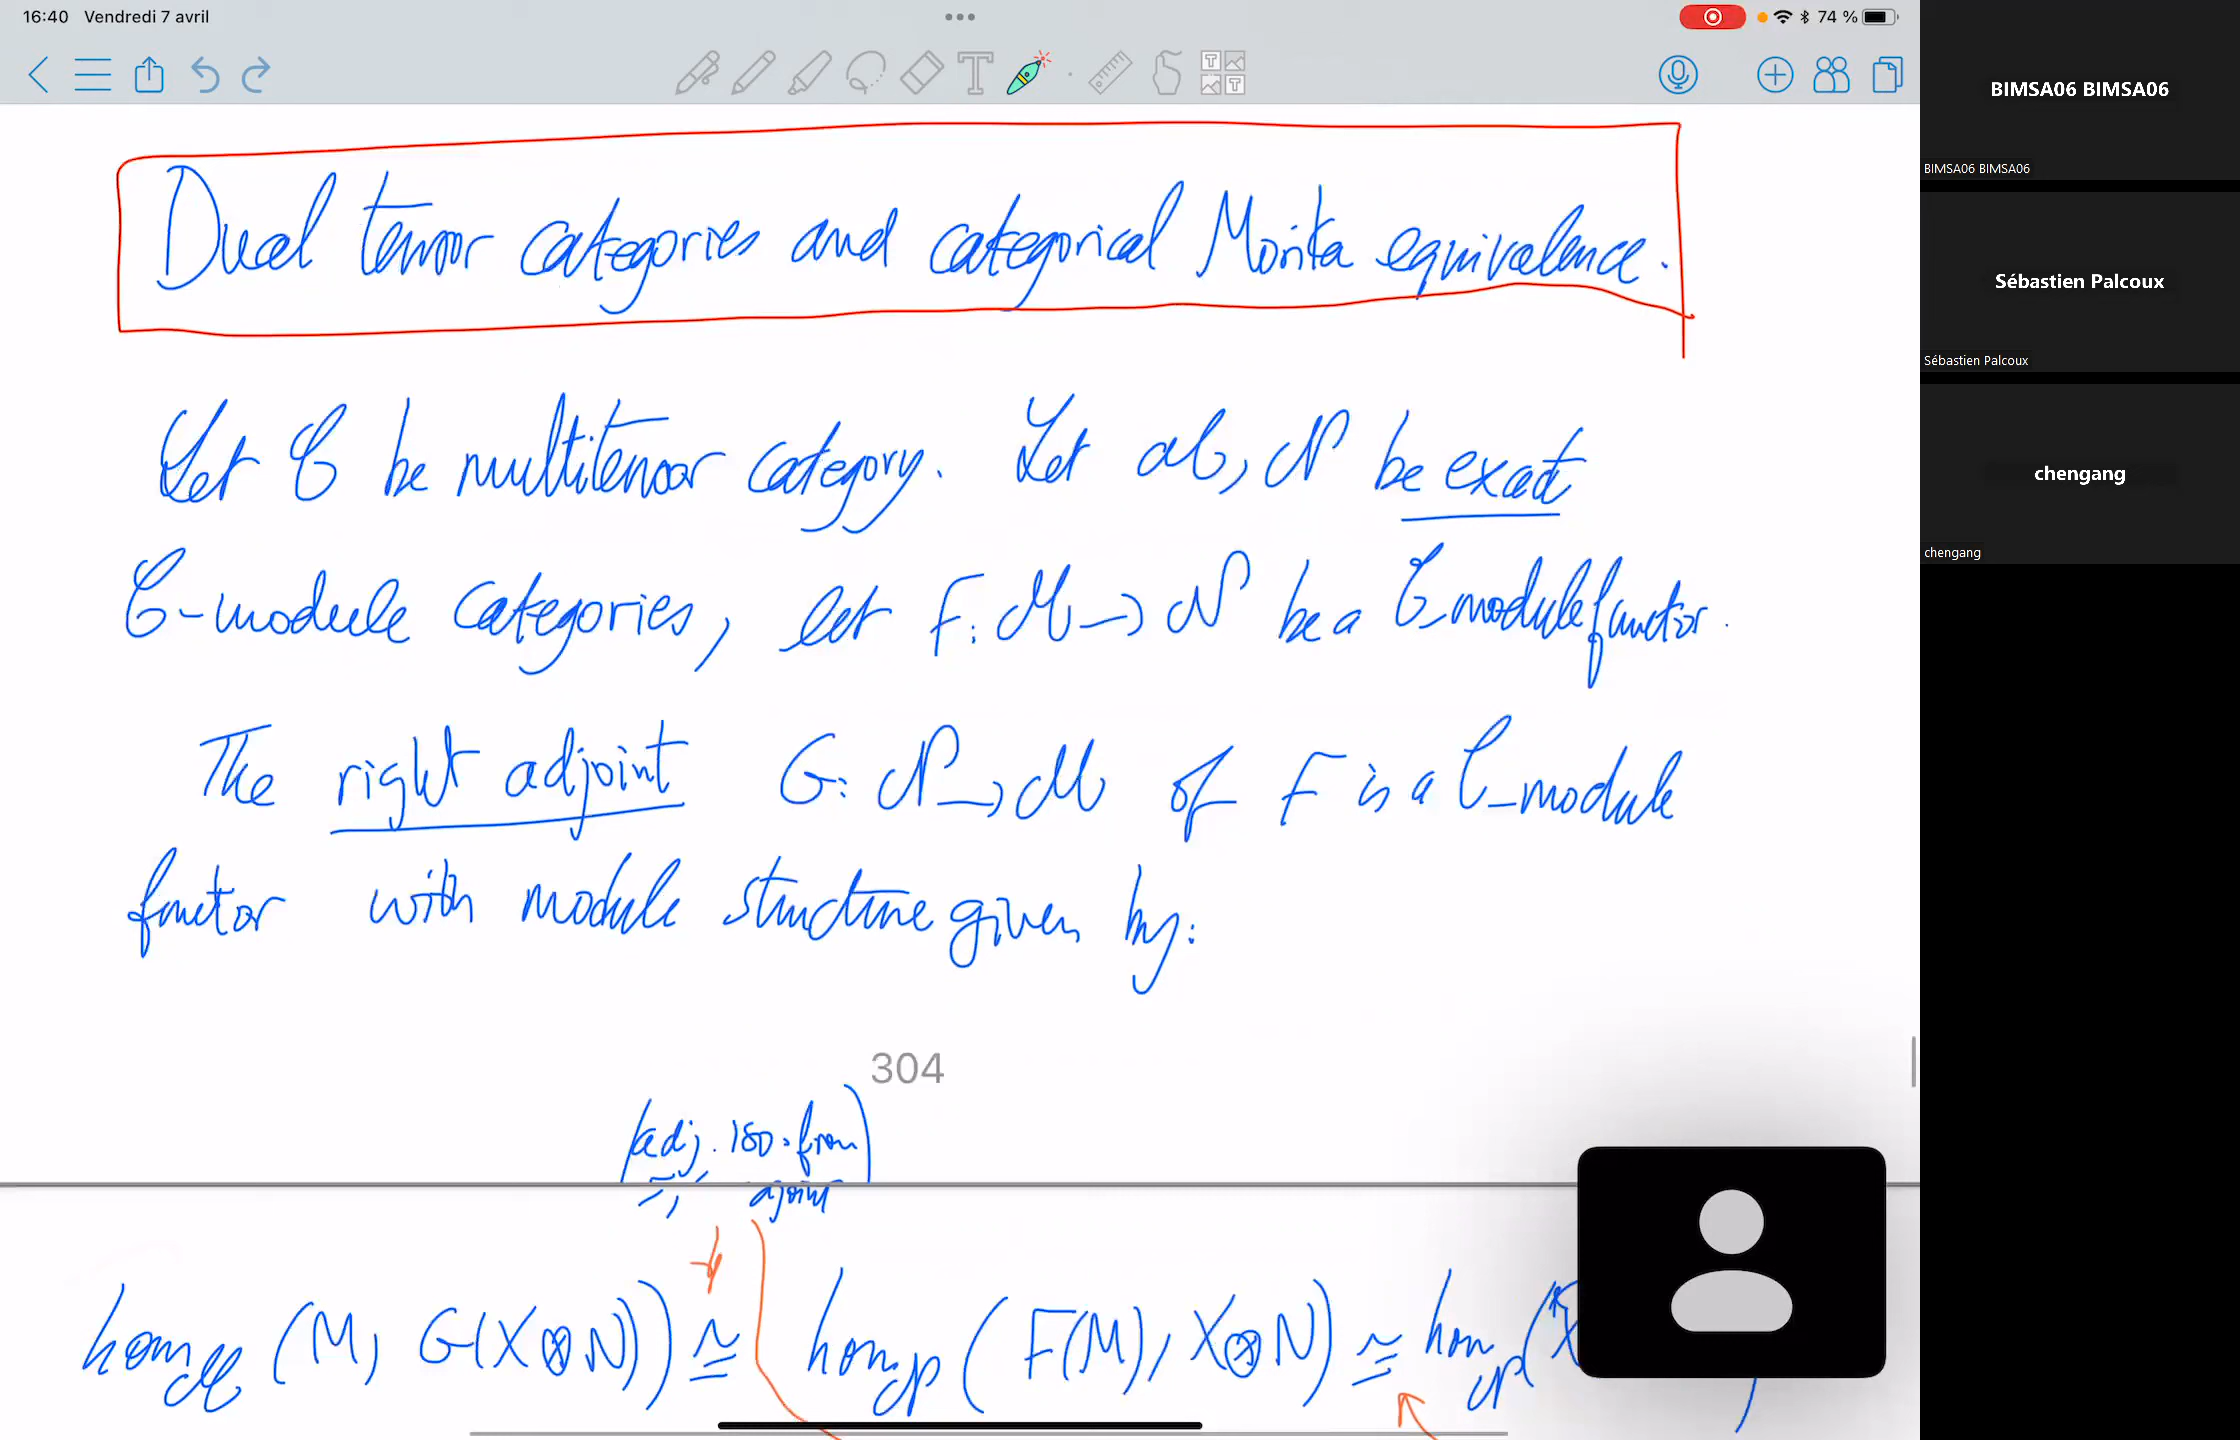 16:40 Vendredi 7 avril
74 %
Dual tensor categories and categorical Morita equivalence.
Let 𝒞 be multitensor category. Let ℳ, 𝒩 be exact
𝒞-module categories, let F: ℳ → 𝒩 be a 𝒞-module functor.
The right adjoint G: 𝒩 → ℳ of F is a 𝒞-module
functor with module structure given by:
304
(adj. iso. from
hom_ℳ (M, G(X⊗N)) ≅ hom_𝒩 (F(M), X⊗N) ≅ hom_𝒩 (
BIMSA06 BIMSA06
BIMSA06 BIMSA06
Sébastien Palcoux
Sébastien Palcoux
chengang
chengang